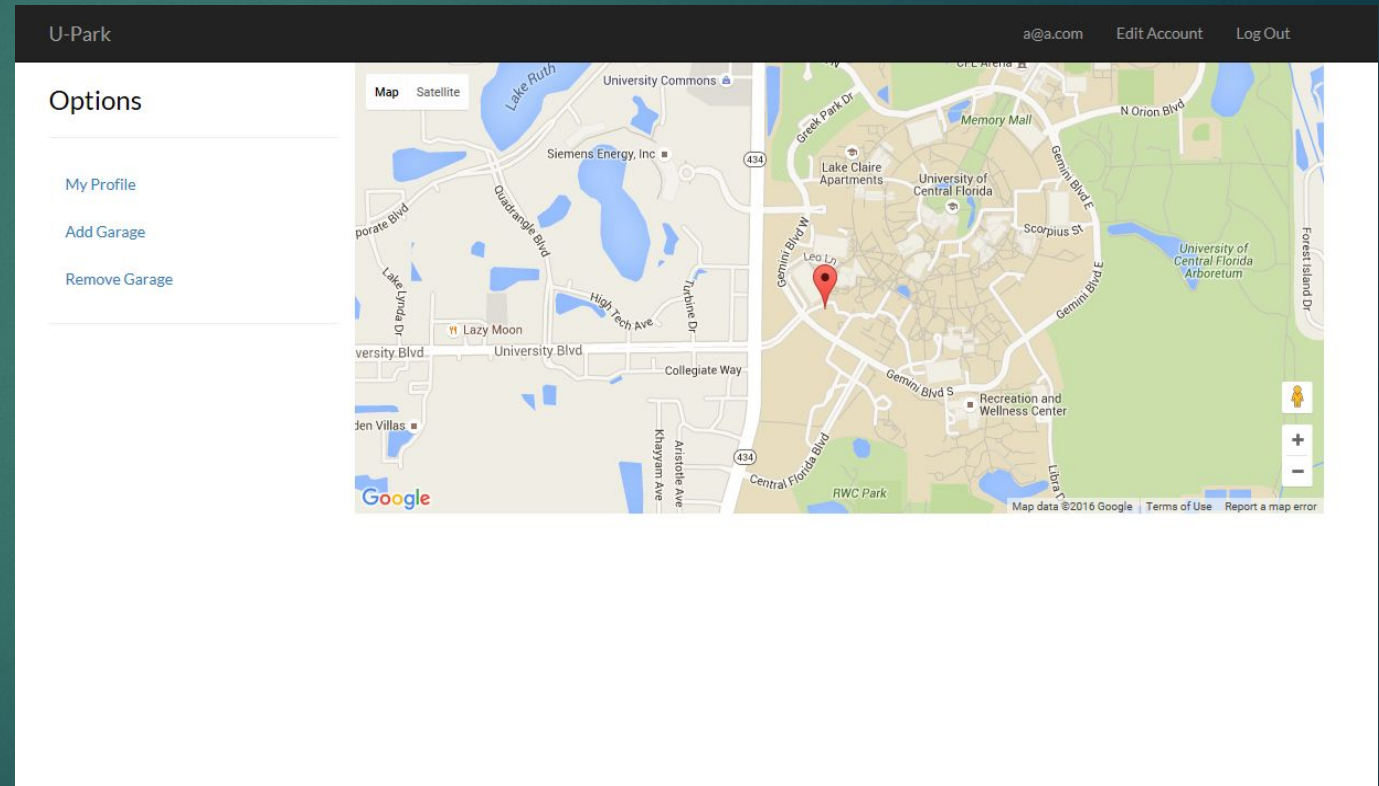 U-Park
a@a.com Edit Account Log Out
Options
My Profile
Add Garage
Remove Garage
Map Satellite
Lake Ruth
University Commons
Greek Park Dr
Memory Mall
N Orion Blvd
Siemens Energy, Inc
434
Lake Claire
Apartments
University of
Central Florida
Gemini Blvd E
Quadrangle Blvd
porate Blvd
Gemini Blvd W
Scorpius St
University of
Central Florida
Arboretum
Forest Island Dr
Leo Ln
Lake Lynda Dr
High Tech Ave
Turbine Dr
Gemini Blvd E
Lazy Moon
versity Blvd
University Blvd
Collegiate Way
Gemini Blvd S
Recreation and
Wellness Center
den Villas
Khayyam Ave
Aristotle Ave
434
Central Florida Blvd
RWC Park
Libra D
Google
Map data ©2016 Google Terms of Use Report a map error